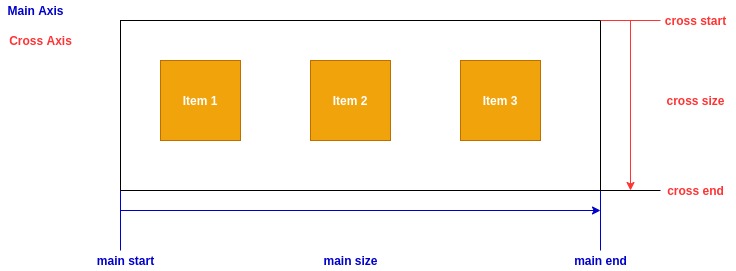 Main Axis
cross start
Cross Axis
Item 1
Item 2
Item 3
cross size
cross end
main start
main size
main end